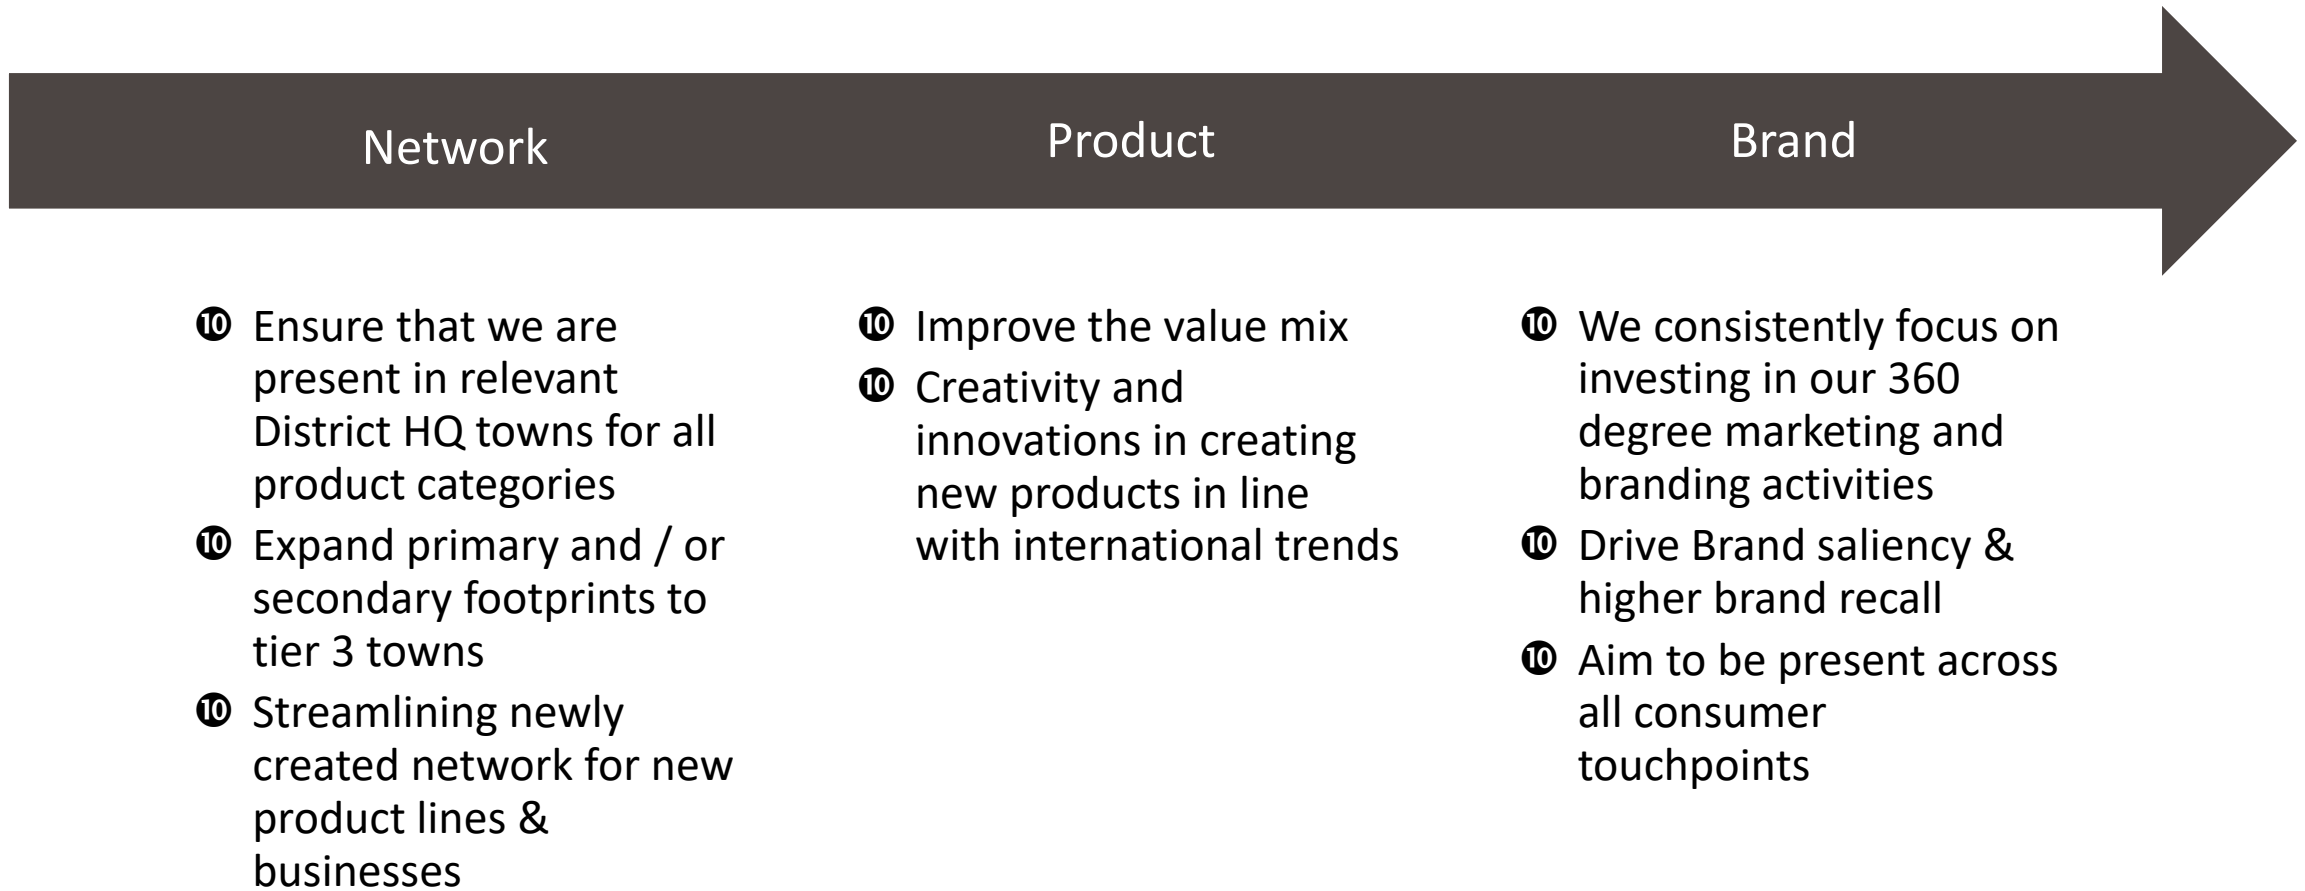 Network
Product
Brand
❿ Ensure that we are
present in relevant
District HQ towns for all
product categories
❿ Expand primary and / or
secondary footprints to
tier 3 towns
❿ Streamlining newly
created network for new
product lines &
businesses
❿ Improve the value mix
❿ Creativity and
innovations in creating
new products in line
with international trends
❿ We consistently focus on
investing in our 360
degree marketing and
branding activities
❿ Drive Brand saliency &
higher brand recall
❿ Aim to be present across
all consumer
touchpoints